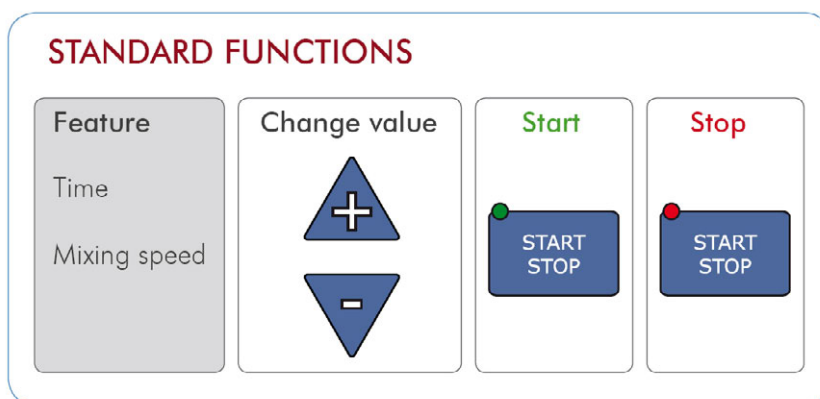 STANDARD FUNCTIONS
Feature
Time
Mixing speed
Change value
+
-
Start
START
STOP
Stop
START
STOP